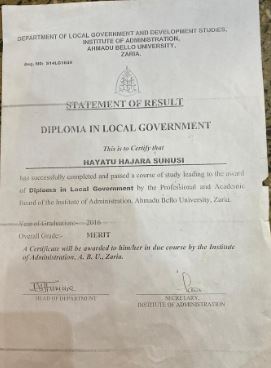 DEPARTMENT OF LOCAL GOVERNMENT AND DEVELOPMENT STUDIES,
INSTITUTE OF ADMINISTRATION,
AHMADU BELLO UNIVERSITY,
ZARIA.
Reg. NO:
STATEMENT OF RESULT
DIPLOMA IN LOCAL GOVERNMENT
This is to Certify that
HAYATU HAJARA SUNUSI
has successfully completed and passed a course of study leading to the award
of Diploma in Local Government by the Professional and Academic
Board of the Institute of Administration, Ahmadu Bello University, Zaria.
Year of Graduation:- 2016
Overall Grade:- MERIT
A Certificate will be awarded to him/her in due course by the Institute
of Administration, A. B. U., Zaria.
HEAD OF DEPARTMENT
SECRETARY,
INSTITUTE OF ADMINISTRATION